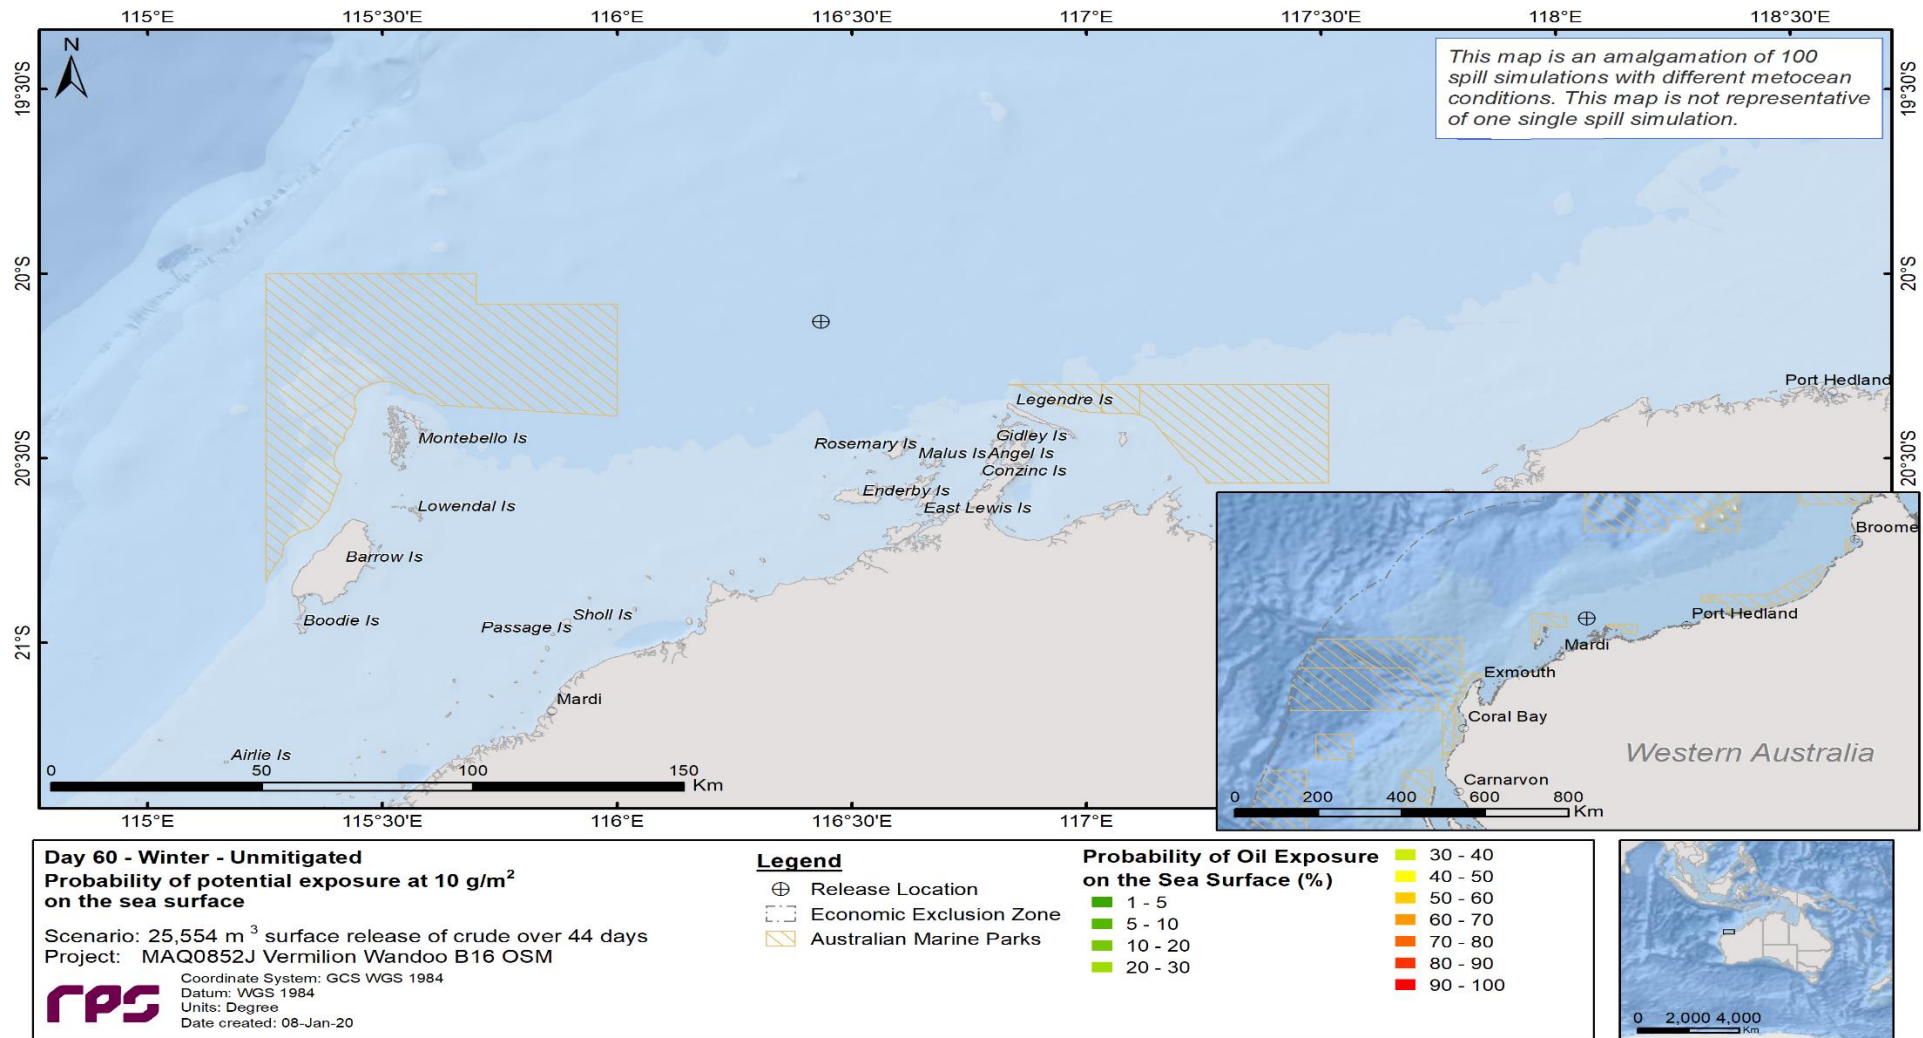 115°E 115°30'E 116°E 116°30'E 117°E 117°30'E 118°E 118°30'E
N
This map is an amalgamation of 100
spill simulations with different metocean
conditions. This map is not representative
of one single spill simulation.
19°30'S 19°30'S
20°S 20°S
20°30'S 20°30'S
21°S
Port Hedland
Legendre Is
Montebello Is
Rosemary Is
Gidley Is
Malus Is
Angel Is
Conzinc Is
Enderby Is
East Lewis Is
Lowendal Is
Barrow Is
Boodie Is
Passage Is
Sholl Is
Mardi
Airlie Is
0 50 100 150
Km
115°E 115°30'E 116°E 116°30'E 117°E
Broome
Port Hedland
Mardi
Exmouth
Coral Bay
Western Australia
Carnarvon
0 200 400 600 800
Km
Day 60 - Winter - Unmitigated
Probability of potential exposure at 10 g/m²
on the sea surface
Scenario: 25,554 m ³ surface release of crude over 44 days
Project: MAQ0852J Vermilion Wandoo B16 OSM
rps
Coordinate System: GCS WGS 1984
Datum: WGS 1984
Units: Degree
Date created: 08-Jan-20
Legend
Release Location
Economic Exclusion Zone
Australian Marine Parks
Probability of Oil Exposure
on the Sea Surface (%)
1 - 5
5 - 10
10 - 20
20 - 30
30 - 40
40 - 50
50 - 60
60 - 70
70 - 80
80 - 90
90 - 100
0 2,000 4,000
Km